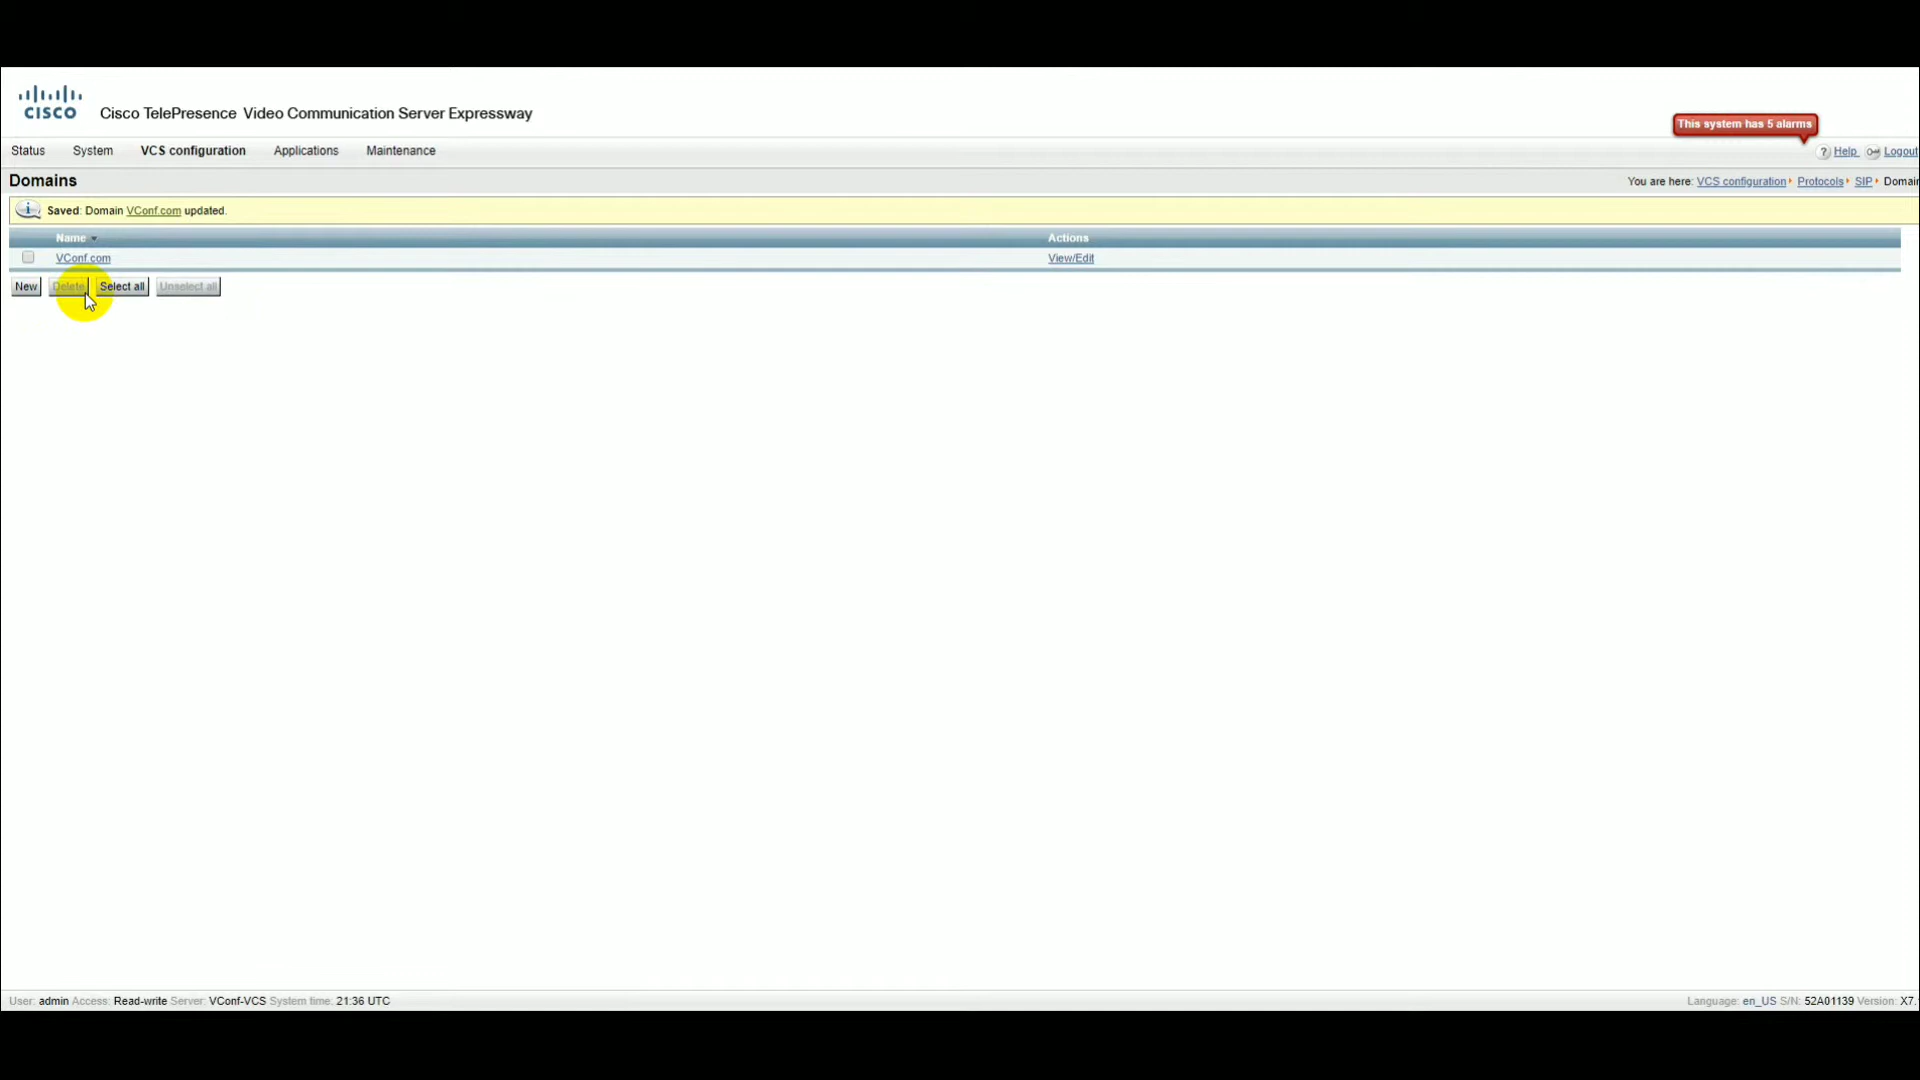 CISCO
Cisco TelePresence Video Communication Server Expressway
This system has 5 alarms
Status System VCS configuration Applications Maintenance
? Help Logout
Domains
You are here: VCS configuration Protocols SIP
Saved: Domain VConf.com updated.
Name Actions
VConf.com View/Edit
New Delete Select all Unselect all
User: admin Access: Read-write Server: VConf-VCS System time: 21:36 UTC
Language: en_US S/N: 52A01139 Version: X7.